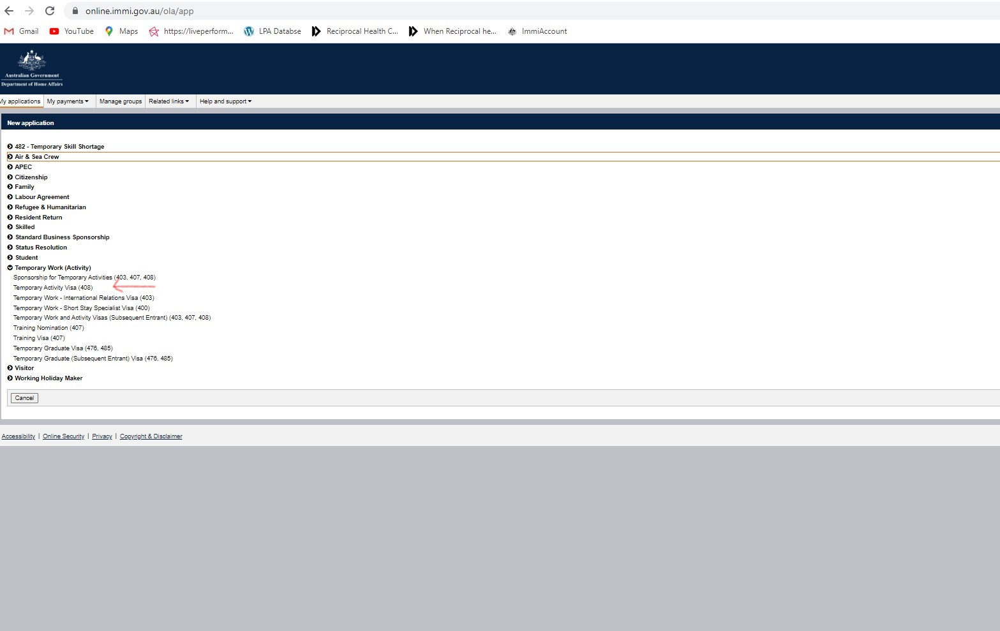 online.immi.gov.au/ola/app
Gmail YouTube Maps https://liveperform... LPA Databse Reciprocal Health C... When Reciprocal he... ImmiAccount
Australian Government
Department of Home Affairs
My applications My payments Manage groups Related links Help and support
New application
482 - Temporary Skill Shortage
Air & Sea Crew
APEC
Citizenship
Family
Labour Agreement
Refugee & Humanitarian
Resident Return
Skilled
Standard Business Sponsorship
Status Resolution
Student
Temporary Work (Activity)
Sponsorship for Temporary Activities (403, 407, 408)
Temporary Activity Visa (408)
Temporary Work - International Relations Visa (403)
Temporary Work - Short Stay Specialist Visa (400)
Temporary Work and Activity Visas (Subsequent Entrant) (403, 407, 408)
Training Nomination (407)
Training Visa (407)
Temporary Graduate Visa (476, 485)
Temporary Graduate (Subsequent Entrant) Visa (476, 485)
Visitor
Working Holiday Maker
Cancel
Accessibility | Online Security | Privacy | Copyright & Disclaimer